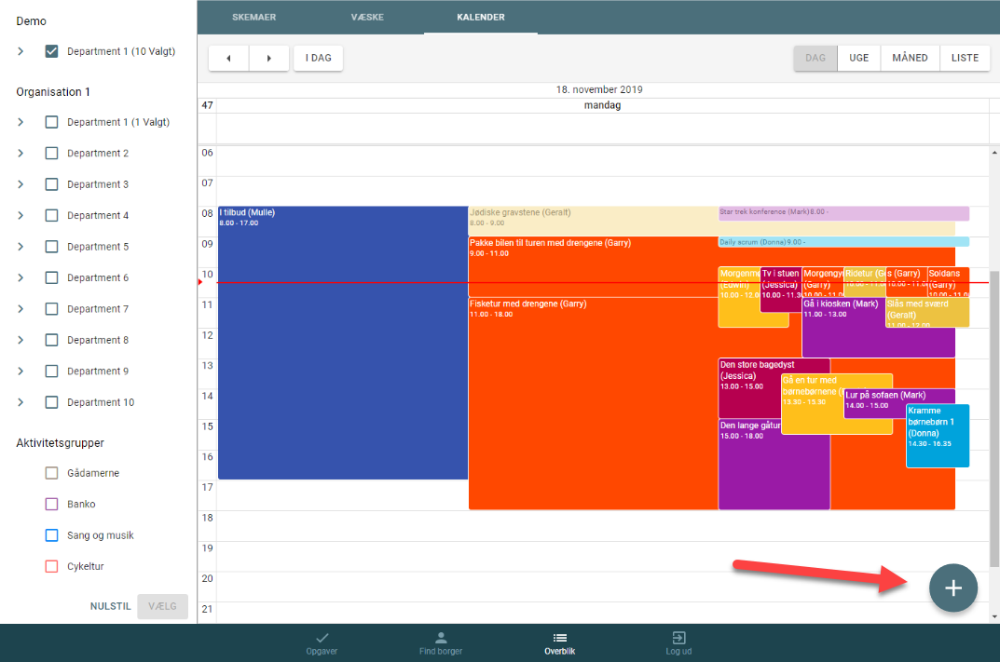 Demo
Department 1 (10 Valgt)
Organisation 1
Department 1 (1 Valgt)
Department 2
Department 3
Department 4
Department 5
Department 6
Department 7
Department 8
Department 9
Department 10
Aktivitetsgrupper
Gådamerne
Banko
Sang og musik
Cykeltur
NULSTIL VÆLG
SKEMAER VÆSKE KALENDER
I DAG DAG UGE MÅNED LISTE
18. november 2019
47 mandag
06
07
08
09
10
11
12
13
14
15
16
17
18
19
20
21
I tilbud (Mulle)
8.00 - 17.00
Jødiske gravstene (Geralt)
8.00 - 9.00
Star trek konference (Mark) 8.00 -
Pakke bilen til turen med drengene (Garry)
9.00 - 11.00
Daily scrum (Donna) 9.00 -
Morgenm
(Edwin)
10.00 - 12.0
Tv i stuen
(Jessica)
10.00 - 11.3
Morgengy
(Garry)
10.00 - 11.0
Ridetur (Ge
10.00 - 11.0
s (Garry)
10.00 - 11.0
Soldans
(Garry)
10.00 - 11.0
Fisketur med drengene (Garry)
11.00 - 18.00
Gå i kiosken (Mark)
11.00 - 13.00
Slås med sværd
(Geralt)
11.00 - 12.00
Den store bagedyst
(Jessica)
13.00 - 15.00
Gå en tur med
børnebørnene
13.30 - 15.30
Lur på sofaen (Mark)
14.00 - 15.00
Kramme
børnebørn 1
(Donna)
14.30 - 16.35
Den lange gåtur
15.00 - 18.00
Opgaver Find borger Overblik Log ud